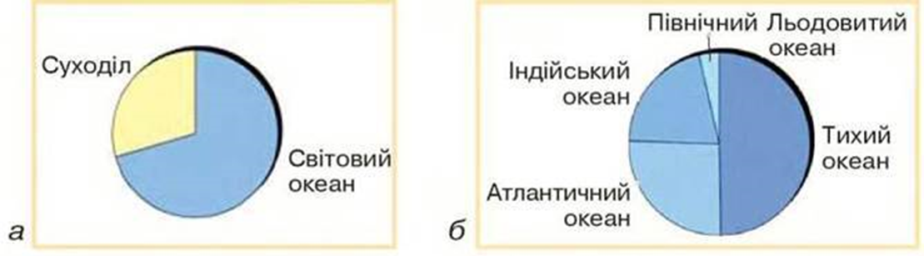 Суходіл
Світовий
океан
а
Північний Льодовитий
океан
Індійський
океан
Тихий
океан
Атлантичний
океан
б